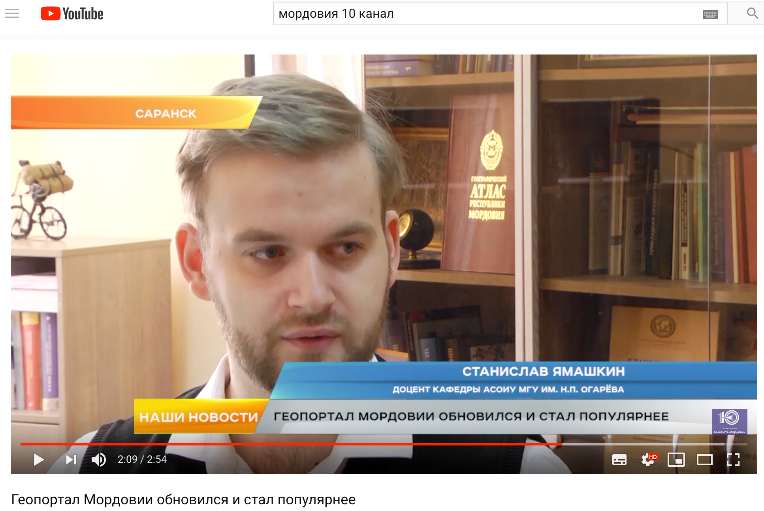 YouTube
мордовия 10 канал
САРАНСК
ГЕОГРАФИЧЕСКИЙ
АТЛАС
РЕСПУБЛИКИ
МОРДОВИЯ
СТАНИСЛАВ ЯМАШКИН
ДОЦЕНТ КАФЕДРЫ АСОИУ МГУ ИМ. Н.П. ОГАРЁВА
НАШИ НОВОСТИ
ГЕОПОРТАЛ МОРДОВИИ ОБНОВИЛСЯ И СТАЛ ПОПУЛЯРНЕЕ
10
2:09 / 2:54
HD
Геопортал Мордовии обновился и стал популярнее